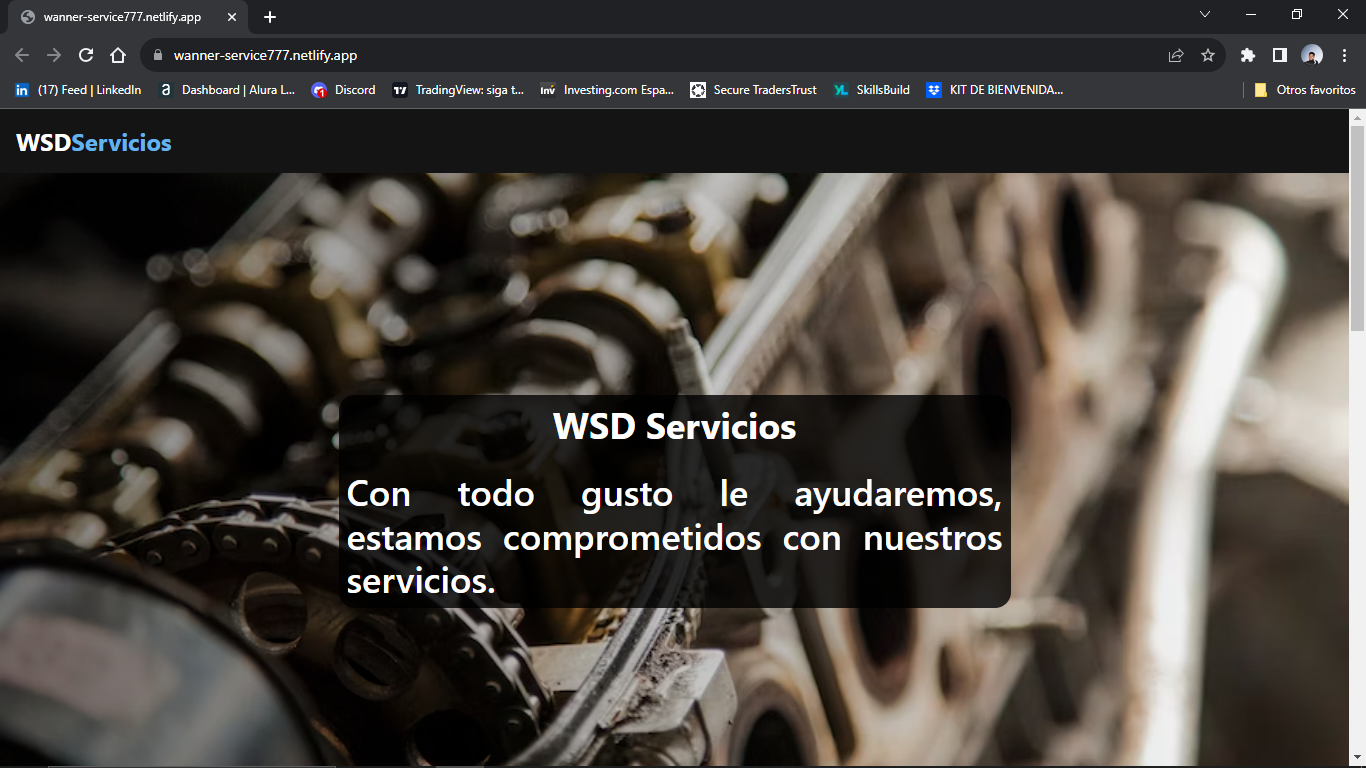 wanner-service777.netlify.app
wanner-service777.netlify.app
(17) Feed | LinkedIn
Dashboard | Alura L...
Discord
TradingView: siga t...
Investing.com Espa...
Secure TradersTrust
SkillsBuild
KIT DE BIENVENIDA...
Otros favoritos
WSDServicios
WSD Servicios
Con todo gusto le ayudaremos,
estamos comprometidos con nuestros
servicios.